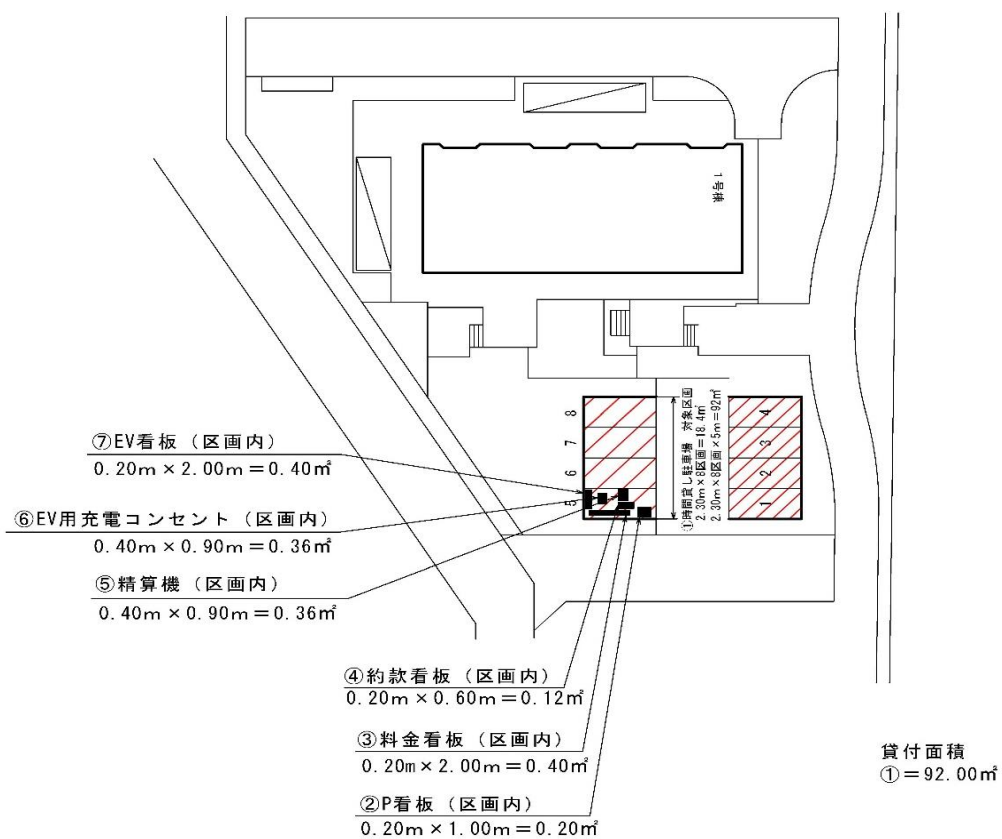 1号棟
8
7
6
5
4
3
2
1
①時間貸し駐車場 対象区画
2.30m×8区画=18.4㎡
2.30m×8区画×5m=92㎡
⑦EV看板（区画内）
0.20m×2.00m=0.40㎡
⑥EV用充電コンセント（区画内）
0.40m×0.90m=0.36㎡
⑤精算機（区画内）
0.40m×0.90m=0.36㎡
④約款看板（区画内）
0.20m×0.60m=0.12㎡
③料金看板（区画内）
0.20m×2.00m=0.40㎡
②P看板（区画内）
0.20m×1.00m=0.20㎡
貸付面積
①=92.00㎡